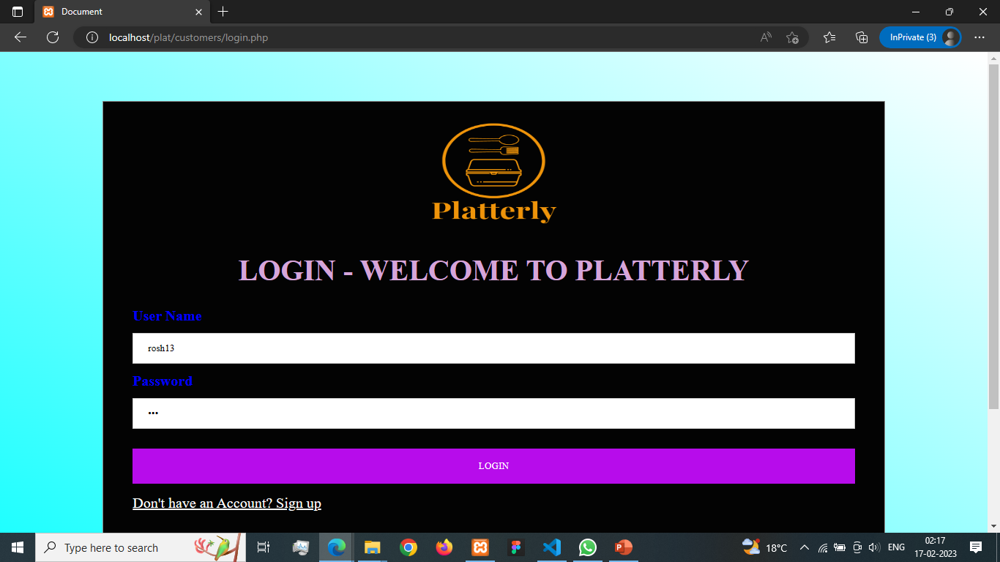 Document
localhost/plat/customers/login.php
InPrivate (3)
Platterly
LOGIN - WELCOME TO PLATTERLY
User Name
rosh13
Password
•••
LOGIN
Don't have an Account? Sign up
Type here to search
18°C
ENG
02:17
17-02-2023